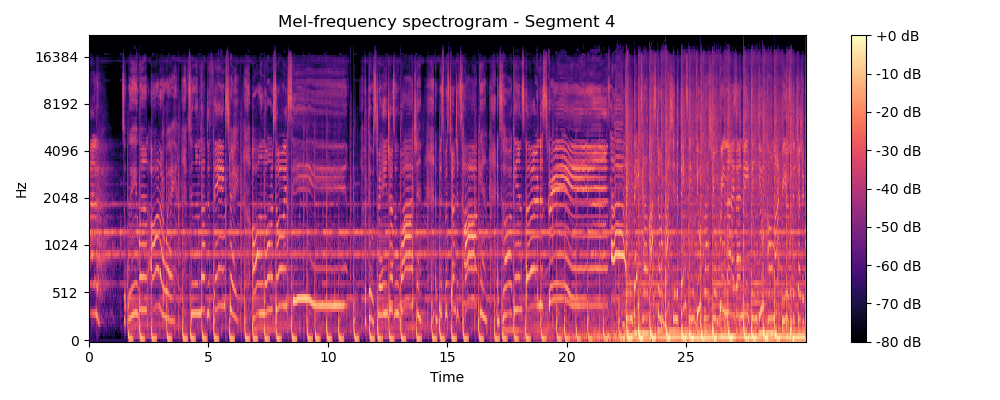 Mel-frequency spectrogram - Segment 4
16384
8192
4096
2048
1024
512
0
Hz
0 5 10 15 20 25
Time
+0 dB
-10 dB
-20 dB
-30 dB
-40 dB
-50 dB
-60 dB
-70 dB
-80 dB